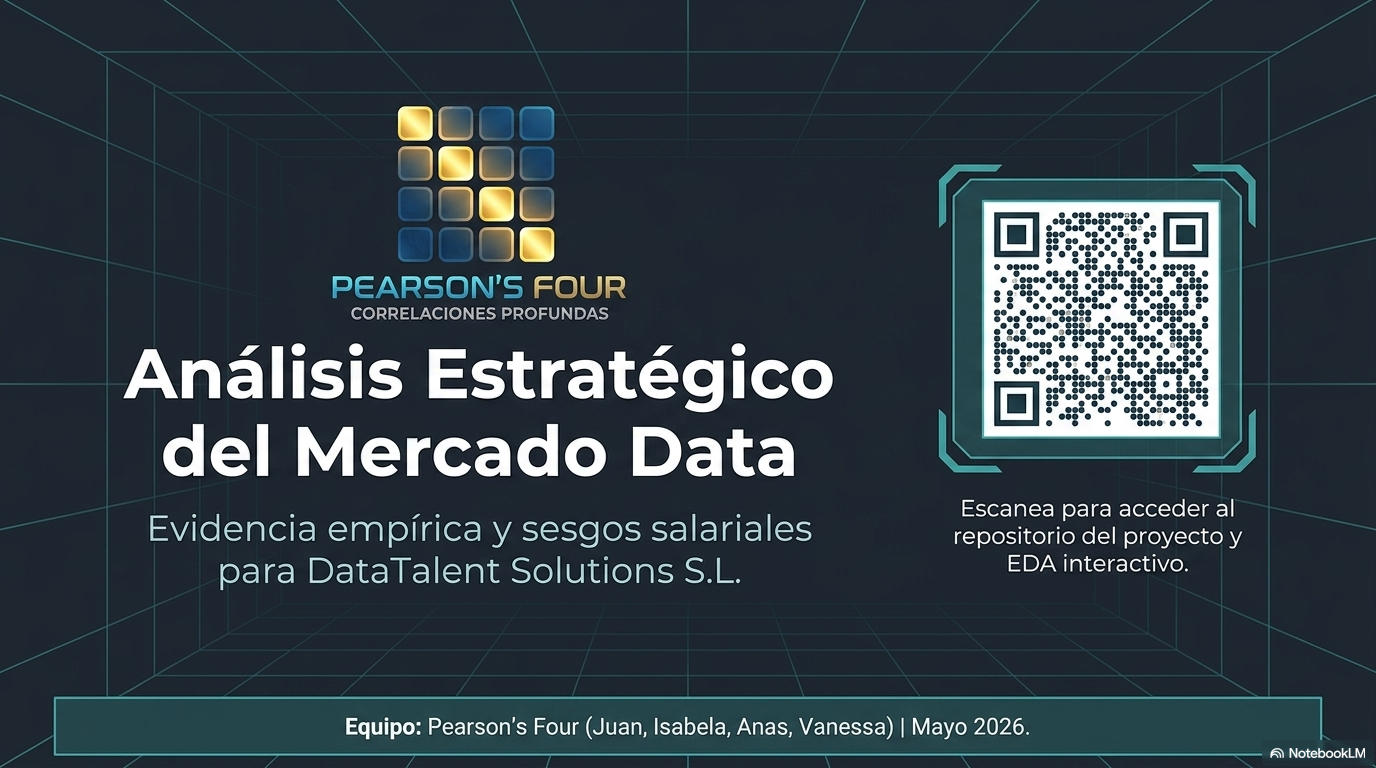 PEARSON'S FOUR
CORRELACIONES PROFUNDAS
Análisis Estratégico
del Mercado Data
Evidencia empírica y sesgos salariales
para DataTalent Solutions S.L.
Escanea para acceder al
repositorio del proyecto y
EDA interactivo.
Equipo: Pearson's Four (Juan, Isabela, Anas, Vanessa) | Mayo 2026.
NotebookLM